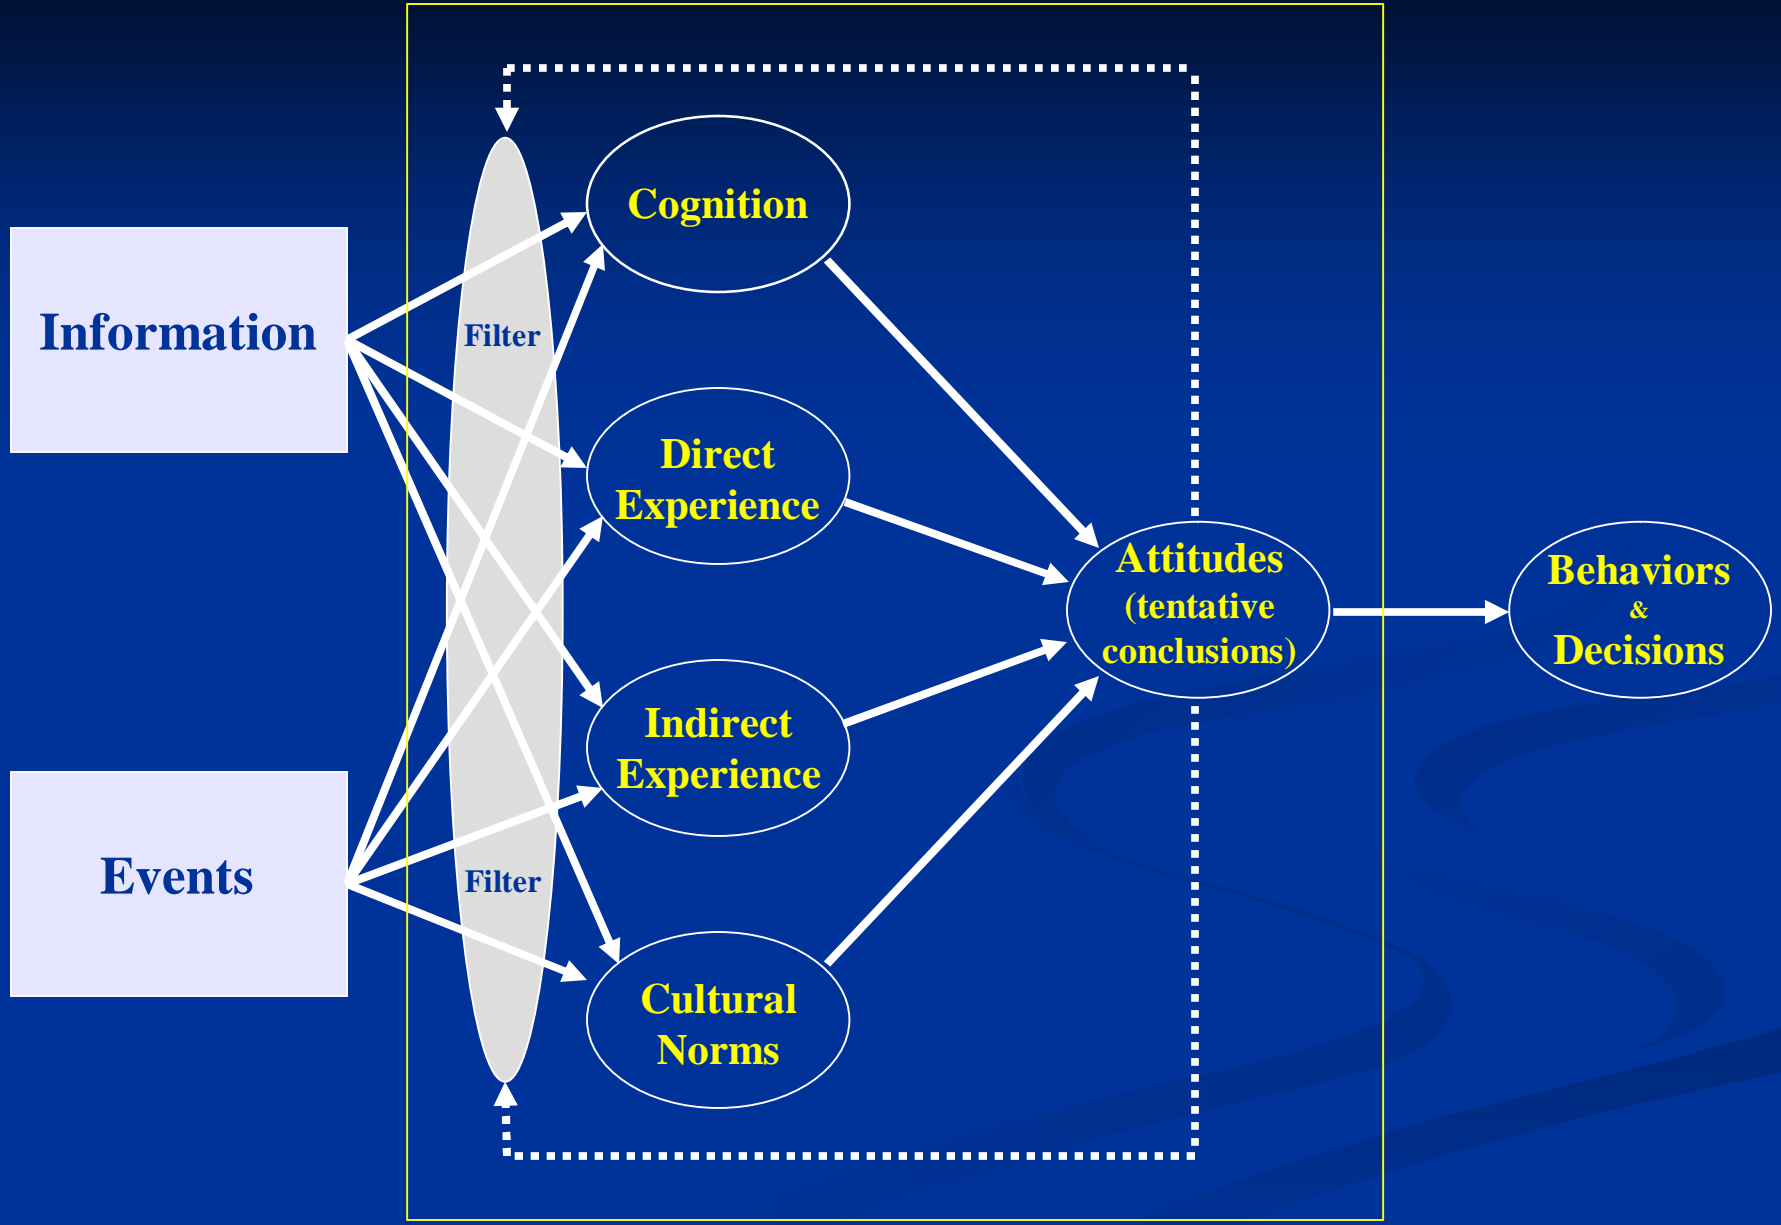 Information
Events
Filter
Filter
Cognition
Direct
Experience
Indirect
Experience
Cultural
Norms
Attitudes
(tentative
conclusions)
Behaviors
&
Decisions